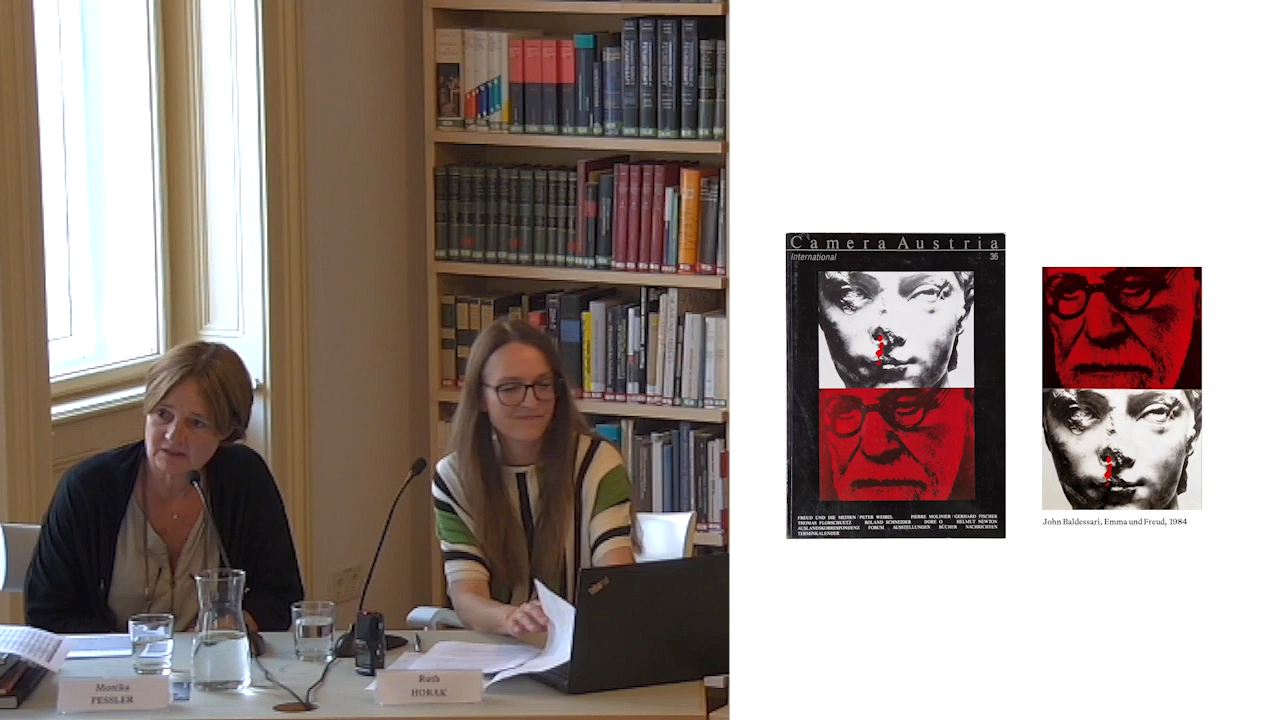 Monika
PESSLER
Ruth
HORAK
Camera Austria
International
36
FREUD UND DIE MEDIEN / PETER WEIBEL PIERRE MOLINIER / GERHARD FISCHER
THOMAS FLORSCHUETZ ROLAND SCHNEIDER DORE O. HELMUT NEWTON
AUSLANDSKORRESPONDENZ FORUM AUSSTELLUNGEN BÜCHER NACHRICHTEN
TERMINKALENDER
John Baldessari, Emma und Freud, 1984